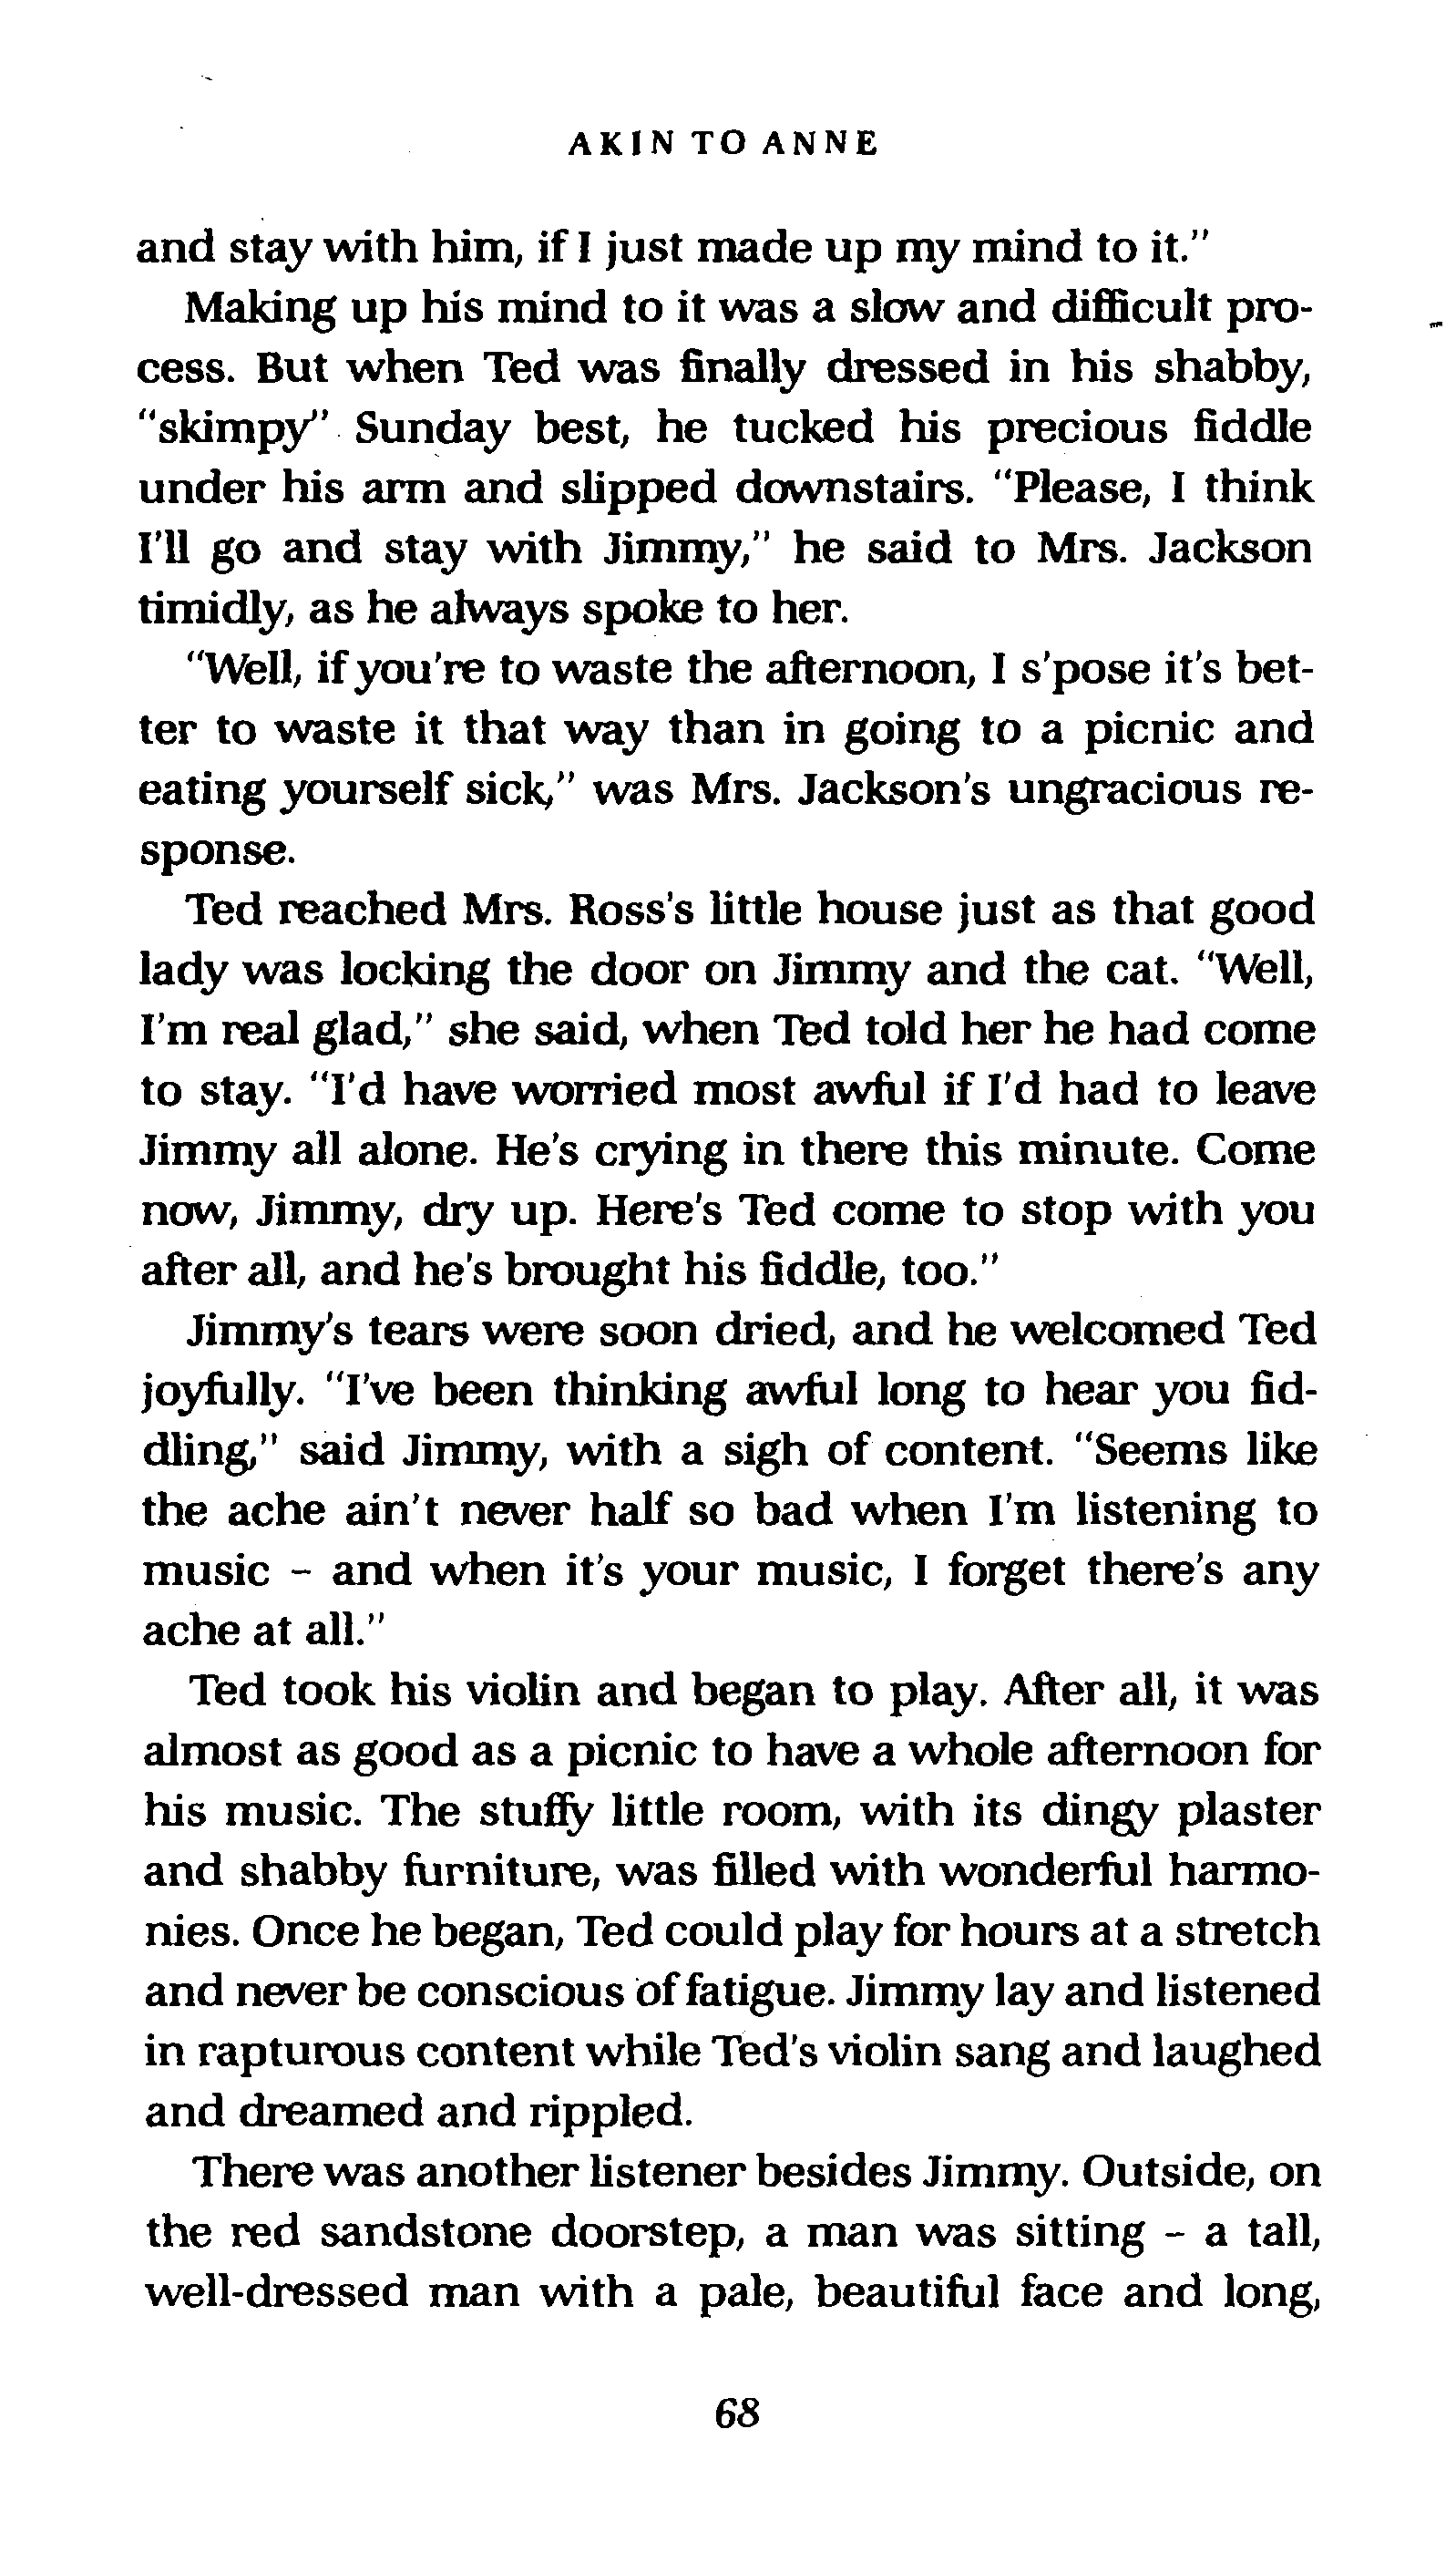 AKIN TO ANNE
and stay with him, if I just made up my mind to it."
Making up his mind to it was a slow and difficult pro-
cess. But when Ted was finally dressed in his shabby,
"skimpy" Sunday best, he tucked his precious fiddle
under his arm and slipped downstairs. "Please, I think
I'll go and stay with Jimmy," he said to Mrs. Jackson
timidly, as he always spoke to her.
"Well, if you're to waste the afternoon, I s'pose it's bet-
ter to waste it that way than in going to a picnic and
eating yourself sick," was Mrs. Jackson's ungracious re-
sponse.
Ted reached Mrs. Ross's little house just as that good
lady was locking the door on Jimmy and the cat. "Well,
I'm real glad," she said, when Ted told her he had come
to stay. "I'd have worried most awful if I'd had to leave
Jimmy all alone. He's crying in there this minute. Come
now, Jimmy, dry up. Here's Ted come to stop with you
after all, and he's brought his fiddle, too."
Jimmy's tears were soon dried, and he welcomed Ted
joyfully. "I've been thinking awful long to hear you fid-
dling," said Jimmy, with a sigh of content. "Seems like
the ache ain't never half so bad when I'm listening to
music – and when it's your music, I forget there's any
ache at all."
Ted took his violin and began to play. After all, it was
almost as good as a picnic to have a whole afternoon for
his music. The stuffy little room, with its dingy plaster
and shabby furniture, was filled with wonderful harmo-
nies. Once he began, Ted could play for hours at a stretch
and never be conscious of fatigue. Jimmy lay and listened
in rapturous content while Ted's violin sang and laughed
and dreamed and rippled.
There was another listener besides Jimmy. Outside, on
the red sandstone doorstep, a man was sitting – a tall,
well-dressed man with a pale, beautiful face and long,
68